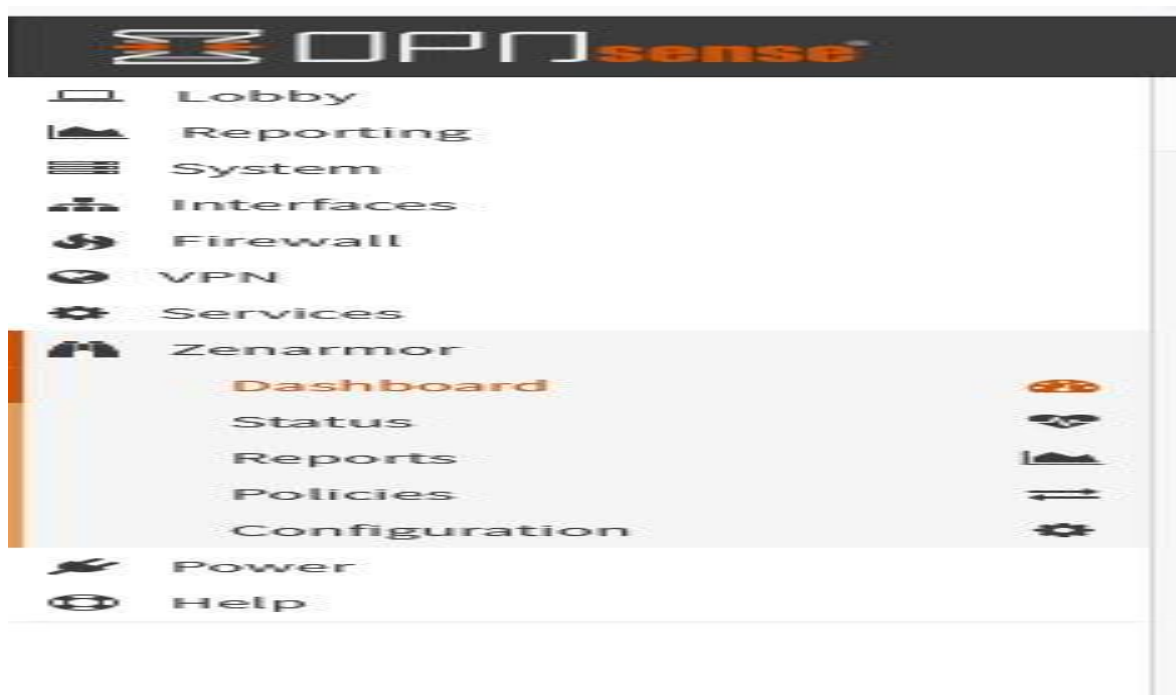 OPNsense®
Lobby
Reporting
System
Interfaces
Firewall
VPN
Services
Zenarmor
Dashboard
Status
Reports
Policies
Configuration
Power
Help